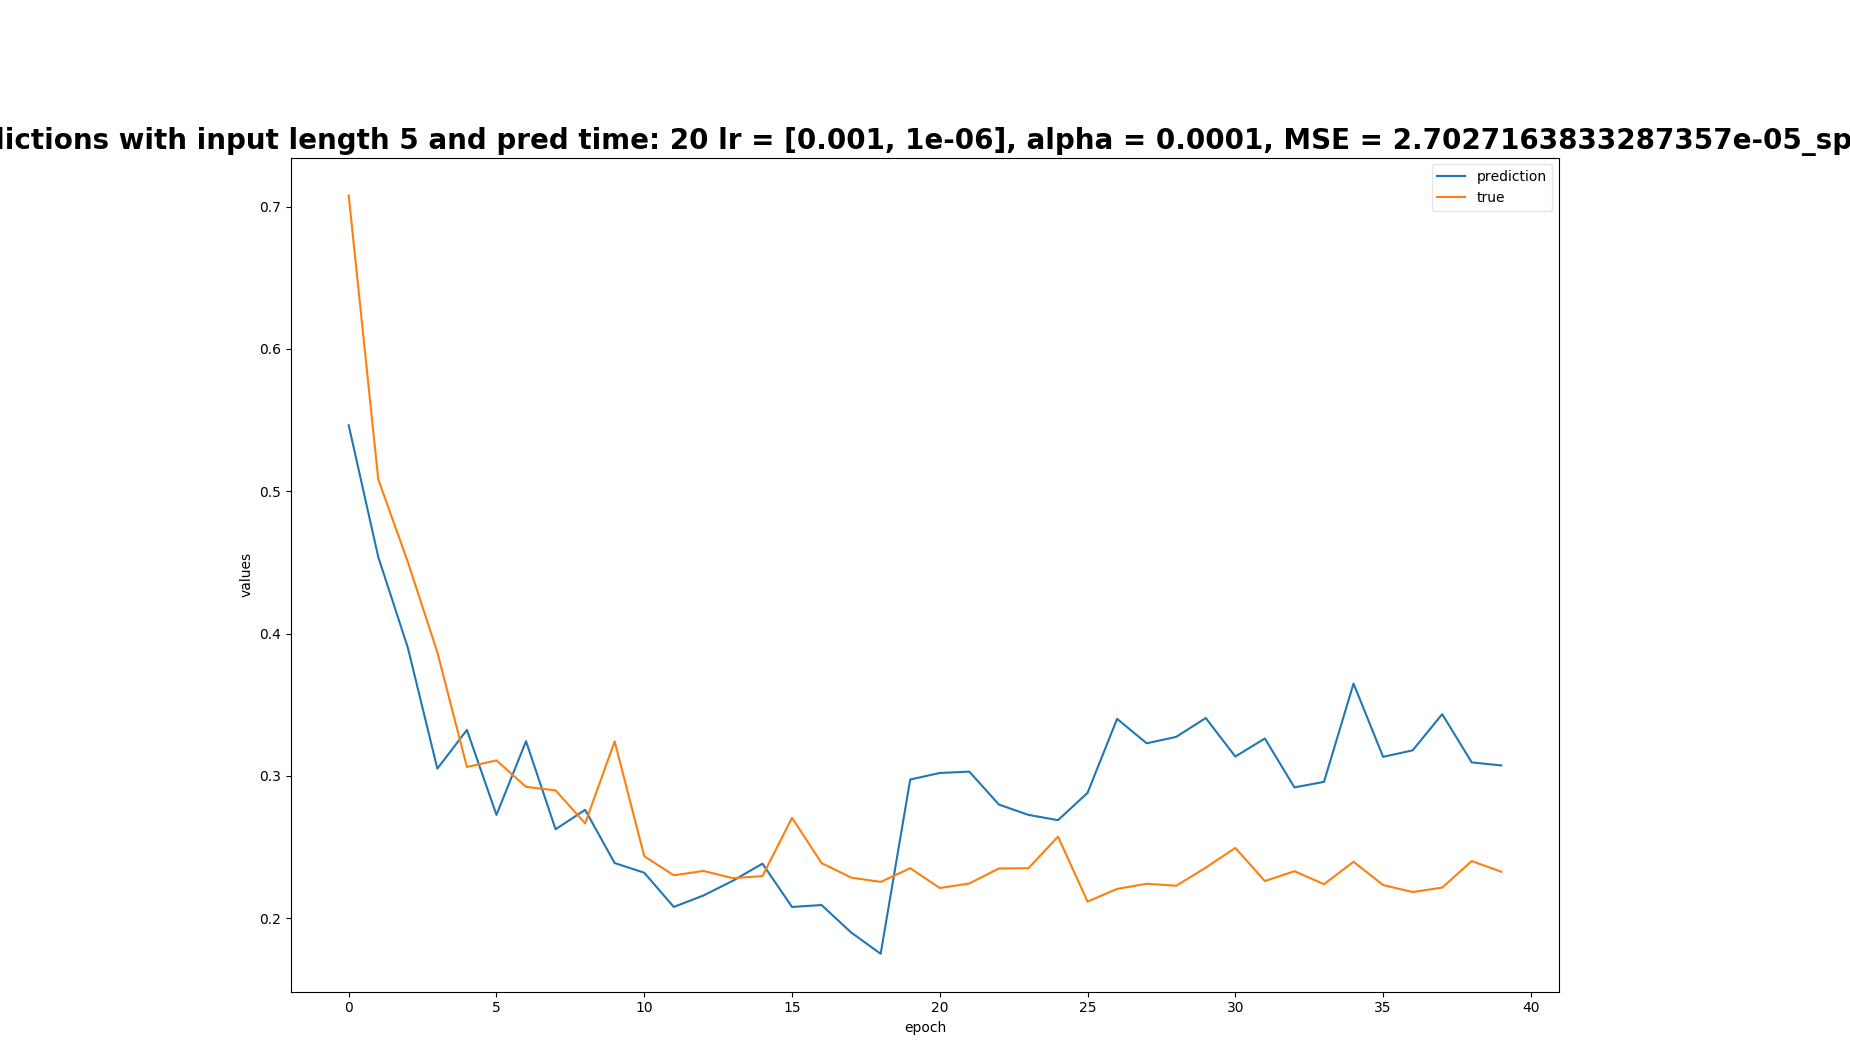 with input length 5 and pred time: 20 lr = [0.001, 1e-06], alpha = 0.0001, MSE = 2.7027163833287357e-05_sp
prediction
true
0.7
0.6
0.5
0.4
0.3
0.2
values
0 5 10 15 20 25 30 35 40
epoch